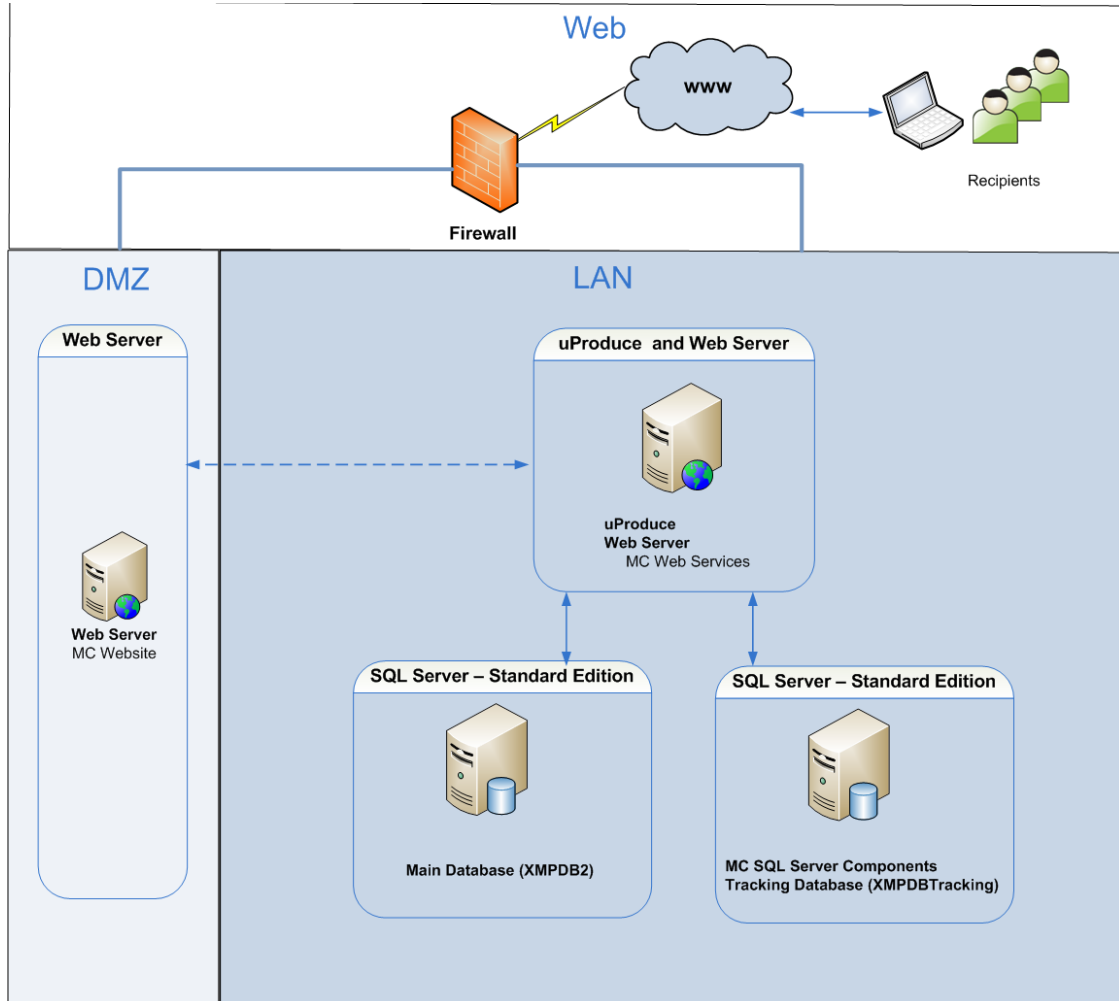 Web
www
Recipients
Firewall
DMZ
LAN
Web Server
uProduce and Web Server
uProduce
Web Server
MC Web Services
Web Server
MC Website
SQL Server – Standard Edition
SQL Server – Standard Edition
Main Database (XMPDB2)
MC SQL Server Components
Tracking Database (XMPDBTracking)